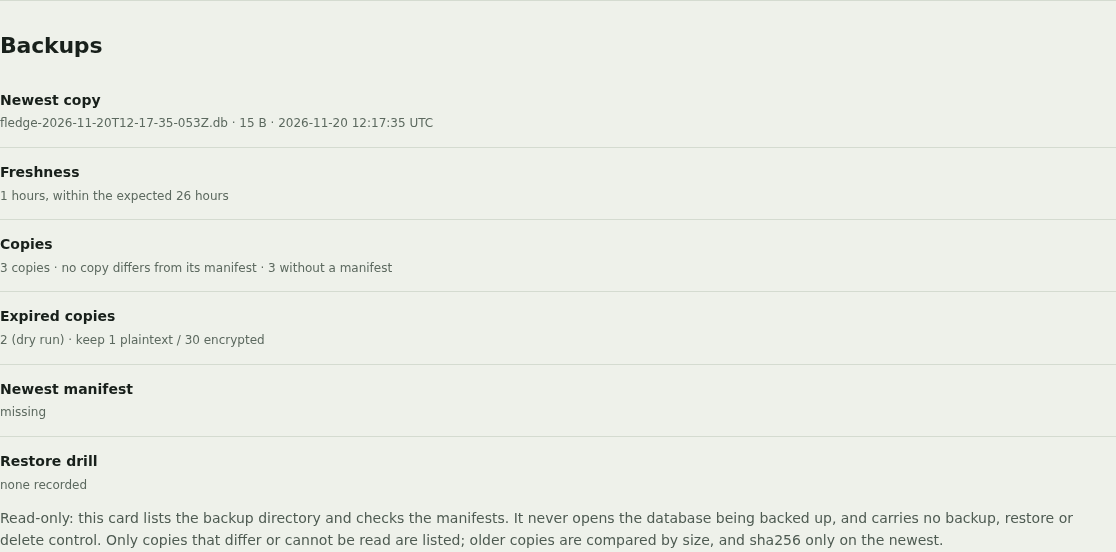 Backups
Newest copy
fledge-2026-11-20T12-17-35-053Z.db · 15 B · 2026-11-20 12:17:35 UTC
Freshness
1 hours, within the expected 26 hours
Copies
3 copies · no copy differs from its manifest · 3 without a manifest
Expired copies
2 (dry run) · keep 1 plaintext / 30 encrypted
Newest manifest
missing
Restore drill
none recorded
Read-only: this card lists the backup directory and checks the manifests. It never opens the database being backed up, and carries no backup, restore or
delete control. Only copies that differ or cannot be read are listed; older copies are compared by size, and sha256 only on the newest.